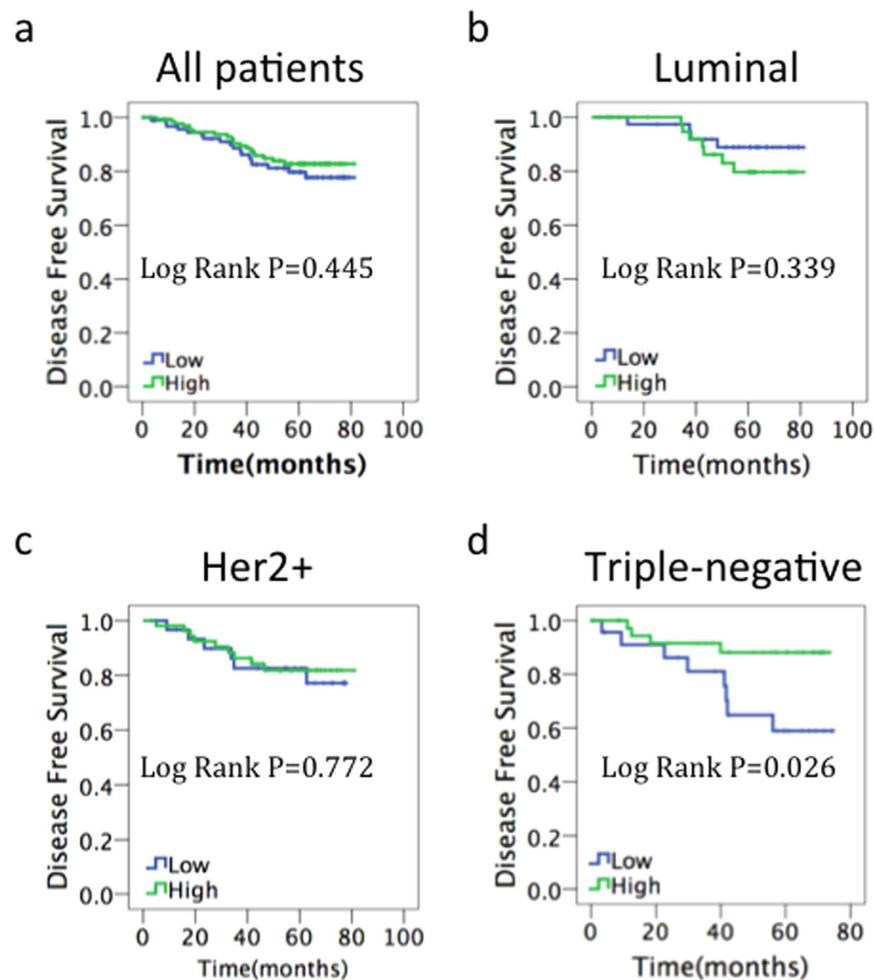 a
All patients
Disease Free Survival
1.0
0.8
0.6
0.4
0.2
0.0
Log Rank P=0.445
Low
High
0 20 40 60 80 100
Time(months)
b
Luminal
Disease Free Survival
1.0
0.8
0.6
0.4
0.2
0.0
Log Rank P=0.339
Low
High
0 20 40 60 80 100
Time(months)
c
Her2+
Disease Free Survival
1.0
0.8
0.6
0.4
0.2
0.0
Log Rank P=0.772
Low
High
0 20 40 60 80 100
Time(months)
d
Triple-negative
Disease Free Survival
1.0
0.8
0.6
0.4
0.2
0.0
Log Rank P=0.026
Low
High
0 20 40 60 80
Time(months)